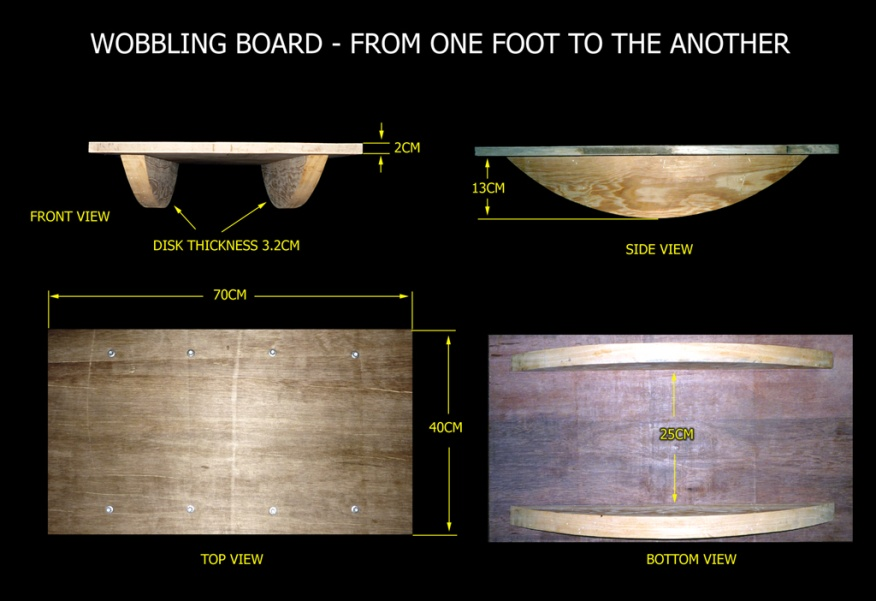 WOBBLING BOARD - FROM ONE FOOT TO THE ANOTHER
2CM
13CM
FRONT VIEW
DISK THICKNESS 3.2CM
SIDE VIEW
70CM
40CM
25CM
TOP VIEW
BOTTOM VIEW